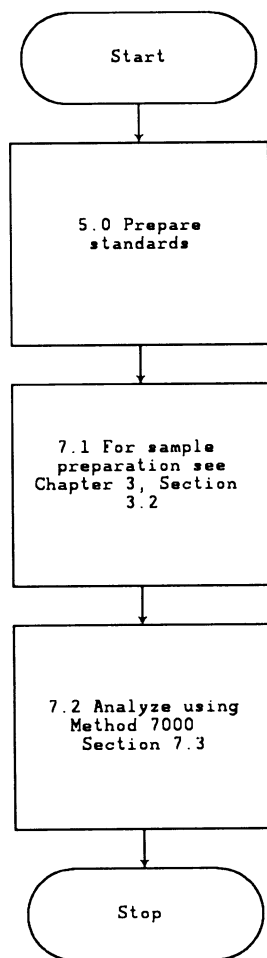 Start
5.0 Prepare
standards
7.1 For sample
preparation see
Chapter 3, Section
3.2
7.2 Analyze using
Method 7000
Section 7.3
Stop